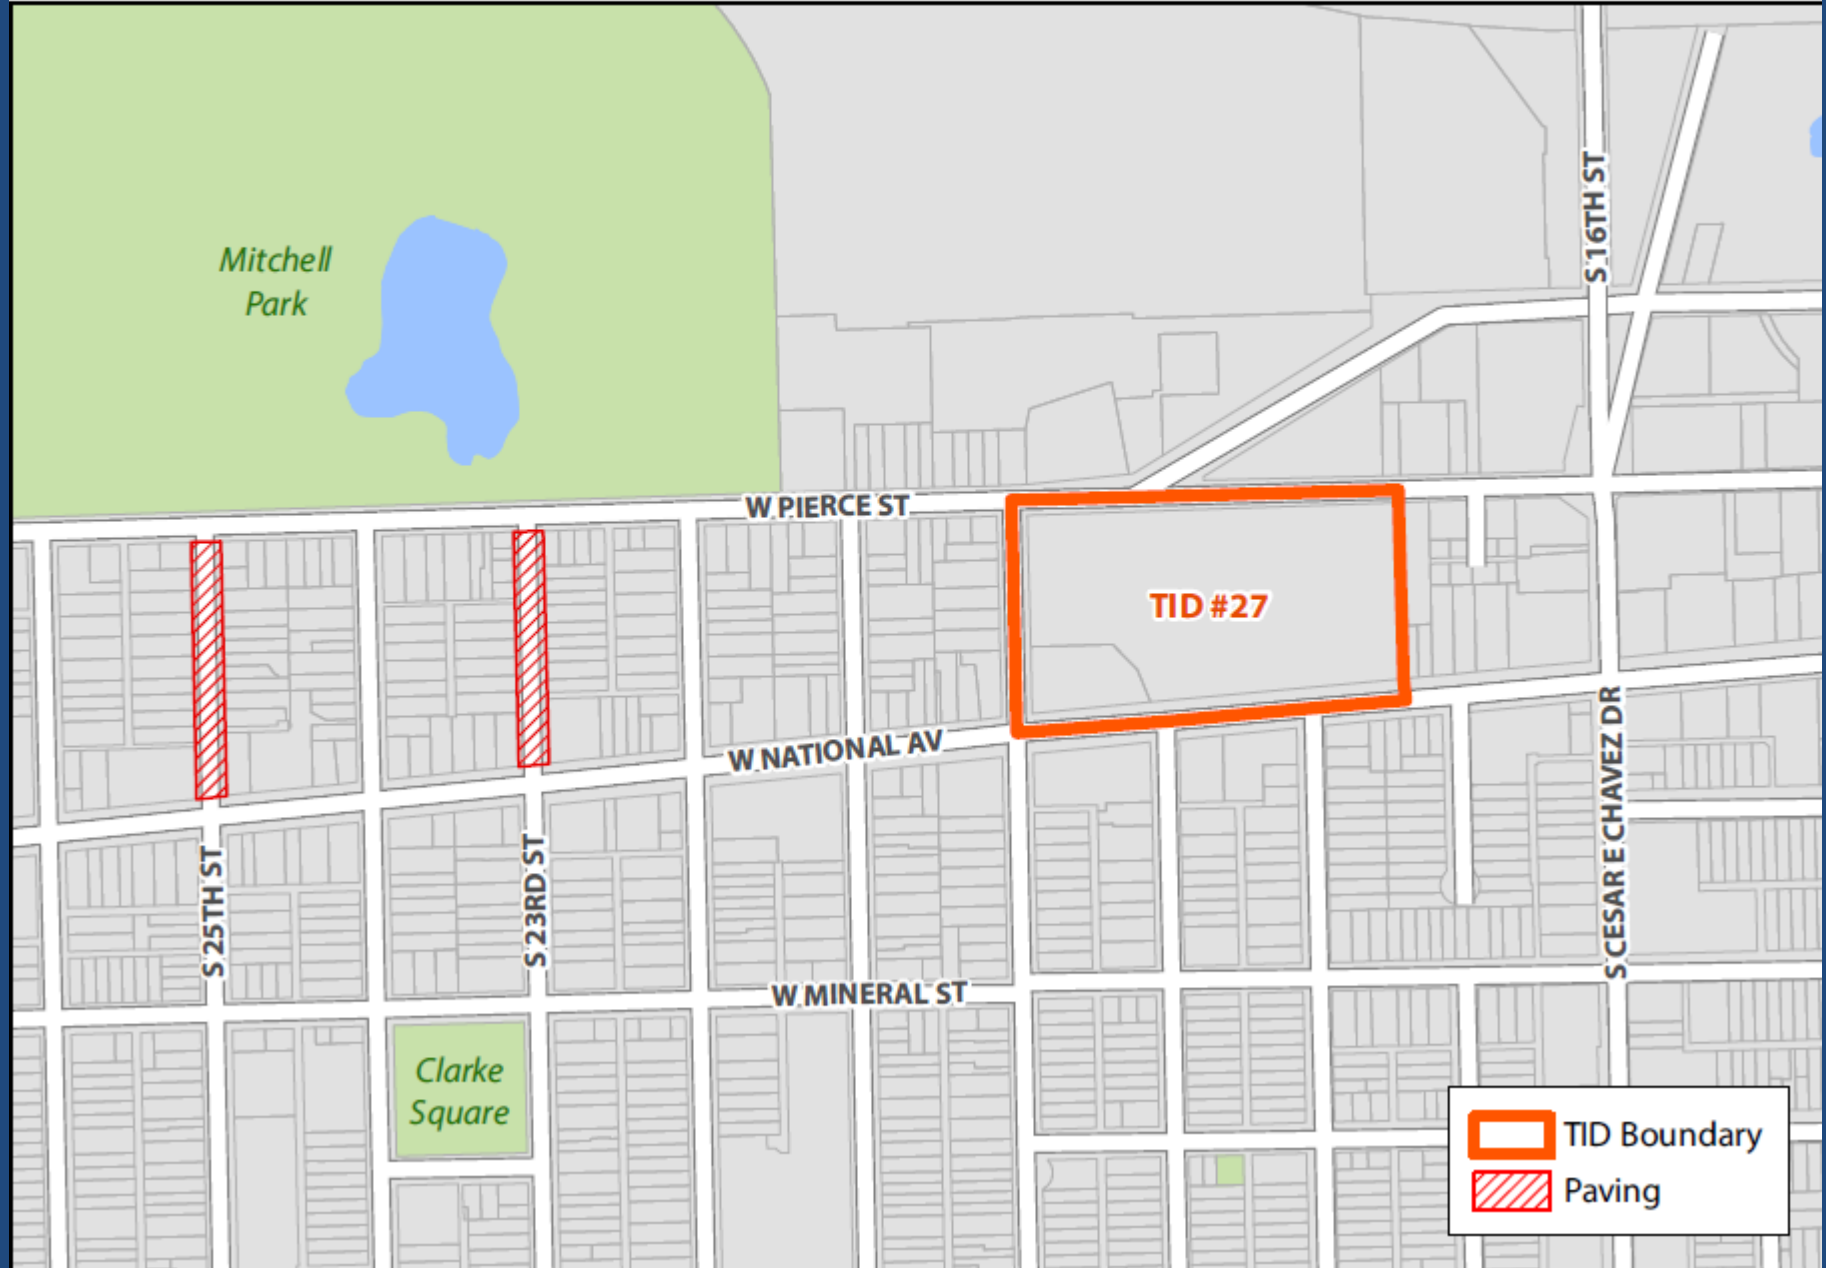 S 16TH ST
Mitchell
Park
W PIERCE ST
TID #27
W NATIONAL AV
S CESAR E CHAVEZ DR
S 25TH ST
S 23RD ST
W MINERAL ST
Clarke
Square
TID Boundary
Paving